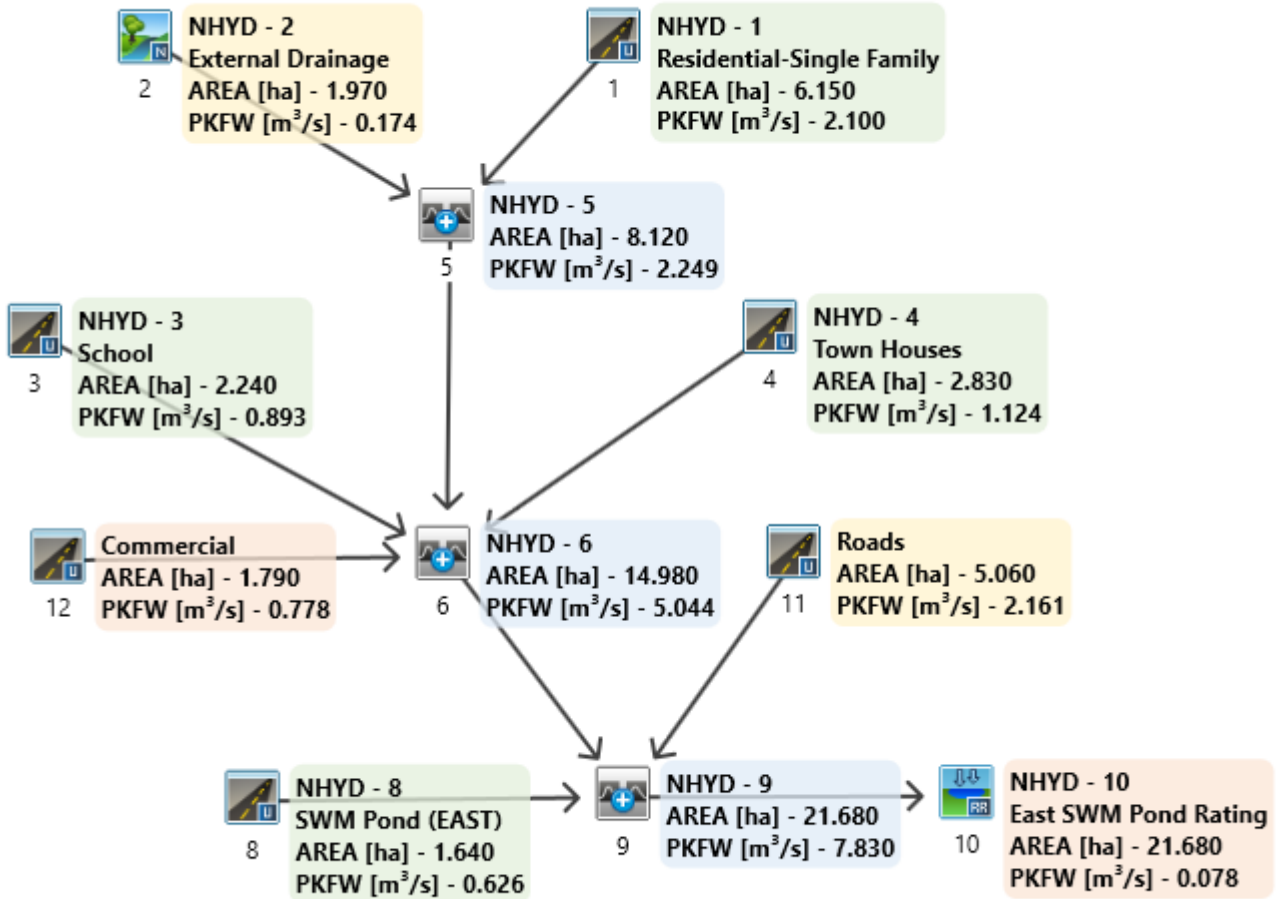 NHYD - 2
External Drainage
AREA [ha] - 1.970
PKFW [m³/s] - 0.174
N
2
NHYD - 1
Residential-Single Family
AREA [ha] - 6.150
PKFW [m³/s] - 2.100
U
1
NHYD - 5
AREA [ha] - 8.120
PKFW [m³/s] - 2.249
5
NHYD - 3
School
AREA [ha] - 2.240
PKFW [m³/s] - 0.893
U
3
NHYD - 4
Town Houses
AREA [ha] - 2.830
PKFW [m³/s] - 1.124
U
4
Commercial
AREA [ha] - 1.790
PKFW [m³/s] - 0.778
U
12
NHYD - 6
AREA [ha] - 14.980
PKFW [m³/s] - 5.044
6
Roads
AREA [ha] - 5.060
PKFW [m³/s] - 2.161
U
11
NHYD - 8
SWM Pond (EAST)
AREA [ha] - 1.640
PKFW [m³/s] - 0.626
U
8
NHYD - 9
AREA [ha] - 21.680
PKFW [m³/s] - 7.830
9
NHYD - 10
East SWM Pond Rating
AREA [ha] - 21.680
PKFW [m³/s] - 0.078
RR
10